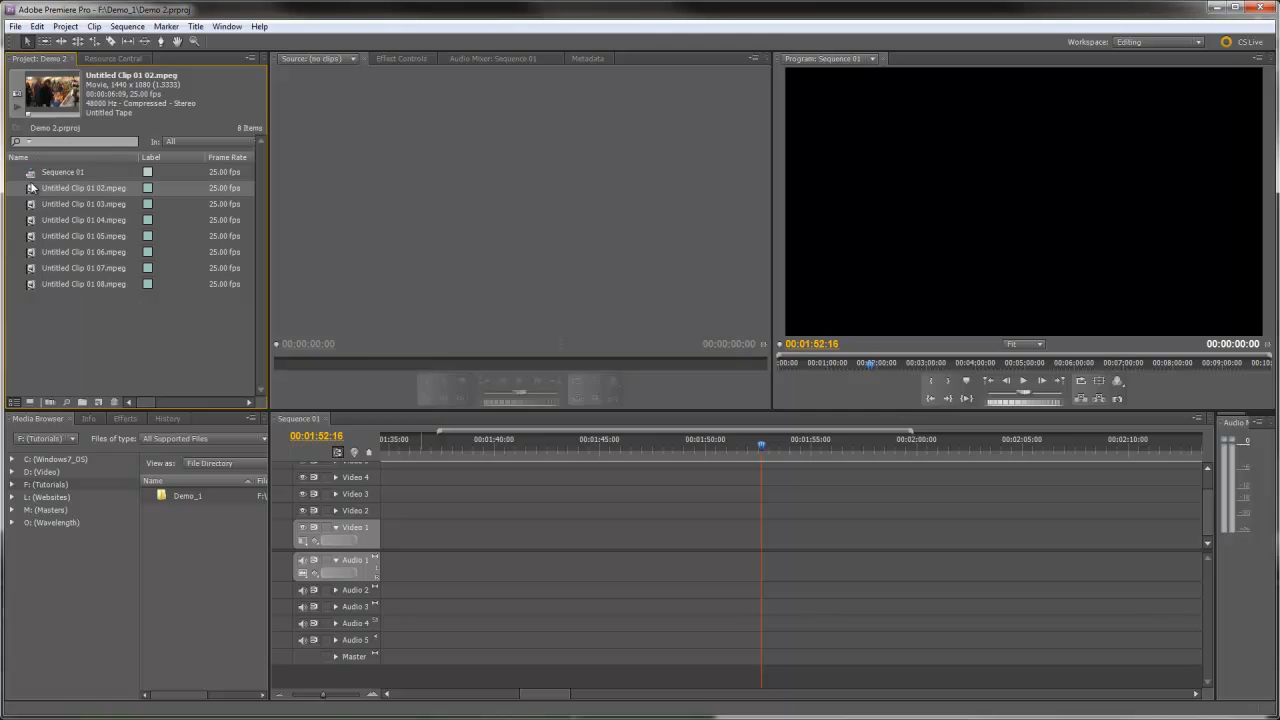 Adobe Premiere Pro - F:\Demo_1\Demo 2.prproj
File Edit Project Clip Sequence Marker Title Window Help
Workspace: Editing CS Live
Project: Demo 2 Resource Central
Untitled Clip 01 02.mpeg
Movie, 1440 x 1080 (1.3333)
00:00:06:09, 25.00 fps
48000 Hz - Compressed - Stereo
Untitled Tape
Demo 2.prproj 8 Items
In: All
Name Label Frame Rate
Sequence 01 25.00 fps
Untitled Clip 01 02.mpeg 25.00 fps
Untitled Clip 01 03.mpeg 25.00 fps
Untitled Clip 01 04.mpeg 25.00 fps
Untitled Clip 01 05.mpeg 25.00 fps
Untitled Clip 01 06.mpeg 25.00 fps
Untitled Clip 01 07.mpeg 25.00 fps
Untitled Clip 01 08.mpeg 25.00 fps
Source: (no clips) Effect Controls Audio Mixer: Sequence 01 Metadata
00:00:00:00 00:00:00:00
Program: Sequence 01
00:01:52:16 Fit 00:00:00:00
:00:00 00:01:00:00 00:02:00:00 00:03:00:00 00:04:00:00 00:05:00:00 00:06:00:00 00:07:00:00 00:08:00:00 00:09:00:00 00:10:
Media Browser Info Effects History
F: (Tutorials) Files of type: All Supported Files
C: (Windows7_OS)
D: (Video)
F: (Tutorials)
L: (Websites)
M: (Masters)
O: (Wavelength)
View as: File Directory
Name File
Demo_1 F:\
Sequence 01
00:01:52:16
01:35:00 00:01:40:00 00:01:45:00 00:01:50:00 00:01:55:00 00:02:00:00 00:02:05:00 00:02:10:00
Video 4
Video 3
Video 2
Video 1
Audio 1
Audio 2
Audio 3
Audio 4
Audio 5
Master
Audio M
0
-6
-12
-18
-30